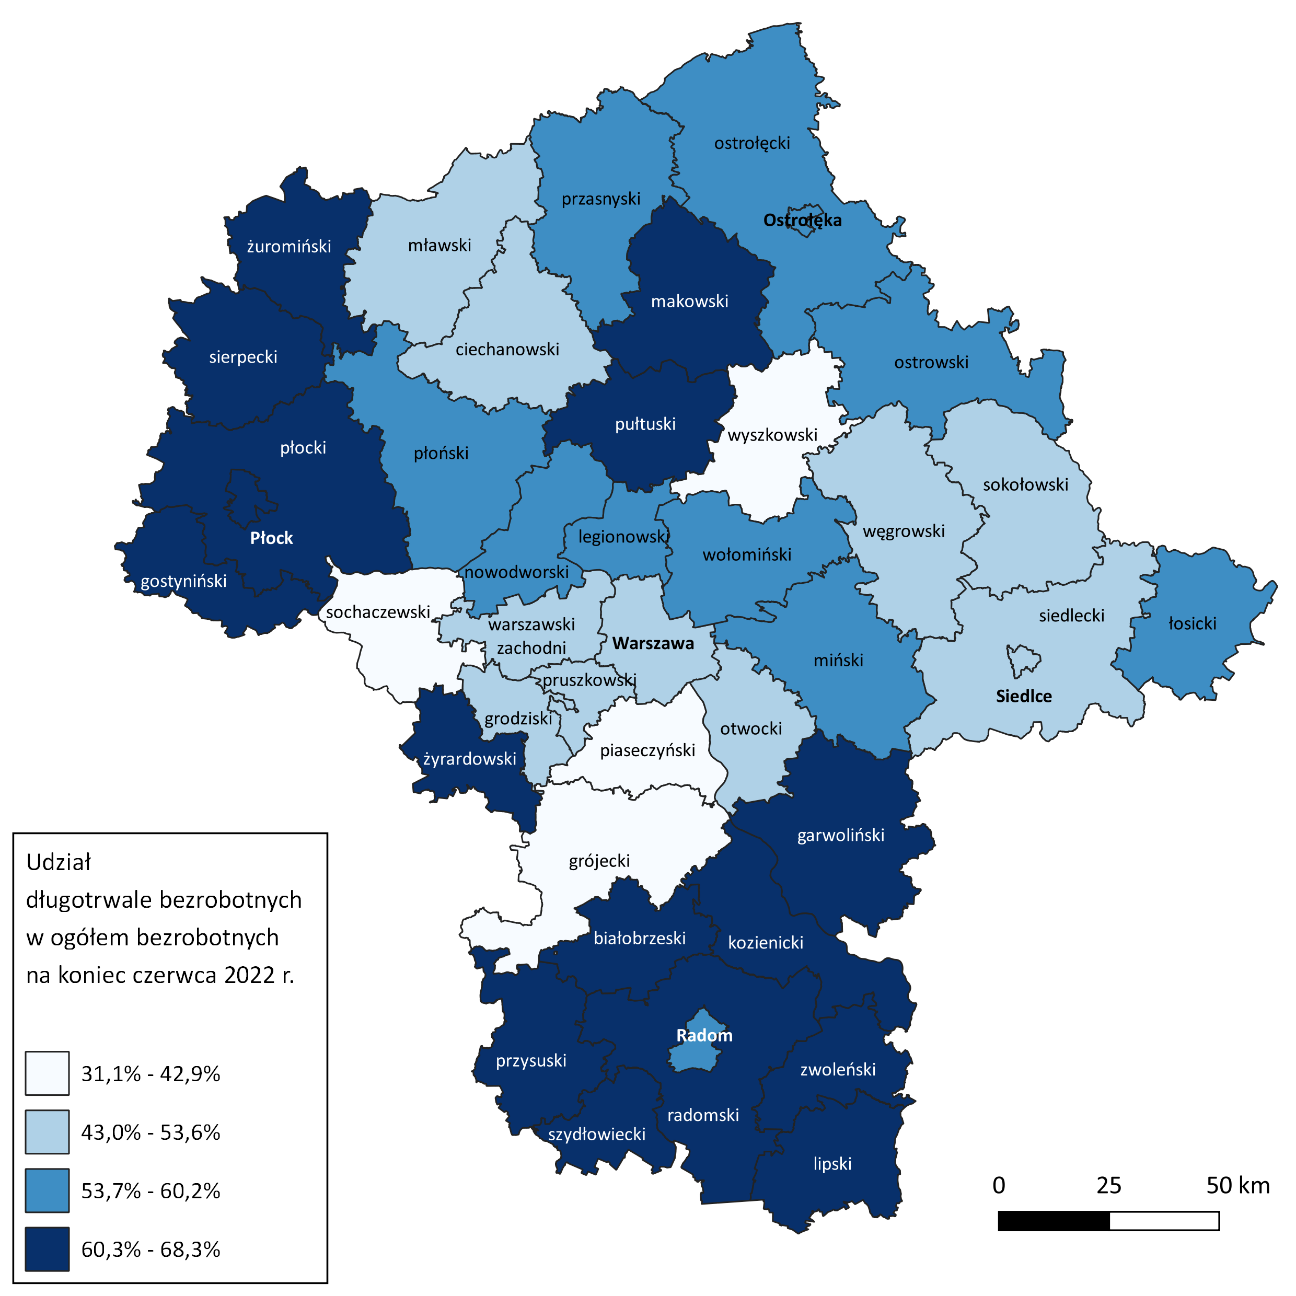 ostrołęcki
przasnyski
Ostrołęka
żuromiński
mławski
makowski
sierpecki
ciechanowski
ostrowski
pułtuski
wyszkowski
płocki
płoński
sokołowski
węgrowski
Płock
legionowski
wołomiński
gostyniński
nowodworski
sochaczewski
warszawski
zachodni
Warszawa
siedlecki
łosicki
miński
pruszkowski
Siedlce
grodziski
otwocki
żyrardowski
piaseczyński
garwoliński
grójecki
białobrzeski
kozienicki
Radom
przysuski
zwoleński
radomski
szydłowiecki
lipski
Udział
długotrwale bezrobotnych
w ogółem bezrobotnych
na koniec czerwca 2022 r.
31,1% - 42,9%
43,0% - 53,6%
53,7% - 60,2%
60,3% - 68,3%
0 25 50 km